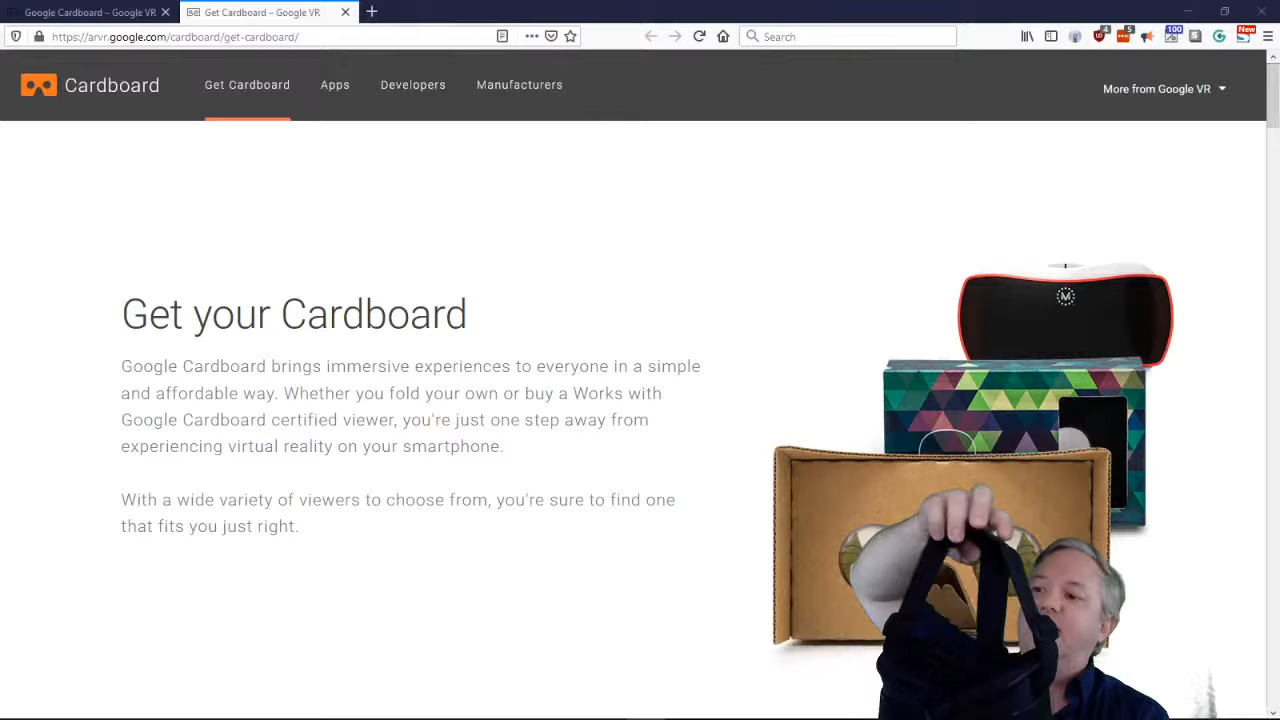 Google Cardboard – Google VR
Get Cardboard – Google VR
https://arvr.google.com/cardboard/get-cardboard/
Search
4
5
100
New
Cardboard
Get Cardboard
Apps
Developers
Manufacturers
More from Google VR
M
Get your Cardboard
Google Cardboard brings immersive experiences to everyone in a simple
and affordable way. Whether you fold your own or buy a Works with
Google Cardboard certified viewer, you're just one step away from
experiencing virtual reality on your smartphone.
With a wide variety of viewers to choose from, you're sure to find one
that fits you just right.